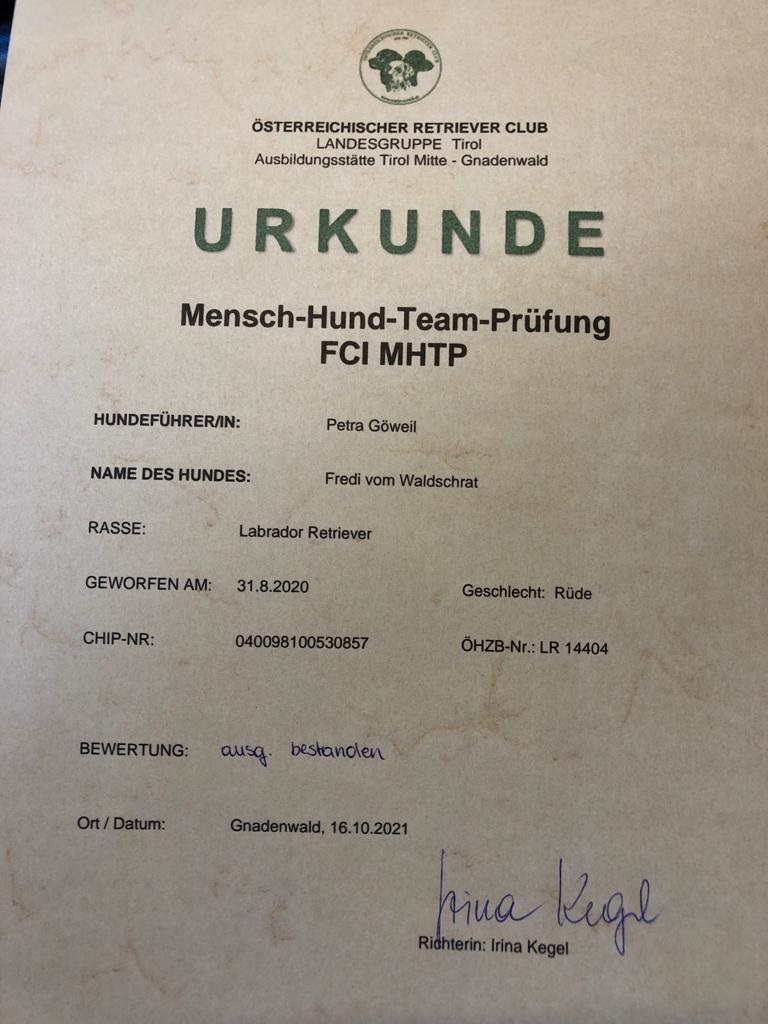 ÖSTERREICHISCHER RETRIEVER CLUB
ÖSTERREICHISCHER RETRIEVER CLUB
LANDESGRUPPE Tirol
Ausbildungsstätte Tirol Mitte - Gnadenwald
URKUNDE
Mensch-Hund-Team-Prüfung
FCI MHTP
HUNDEFÜHRER/IN: Petra Göweil
NAME DES HUNDES: Fredi vom Waldschrat
RASSE: Labrador Retriever
GEWORFEN AM: 31.8.2020 Geschlecht: Rüde
CHIP-NR: 040098100530857 ÖHZB-Nr.: LR 14404
BEWERTUNG: ausg. bestanden
Ort / Datum: Gnadenwald, 16.10.2021
Irina Kegel
Richterin: Irina Kegel